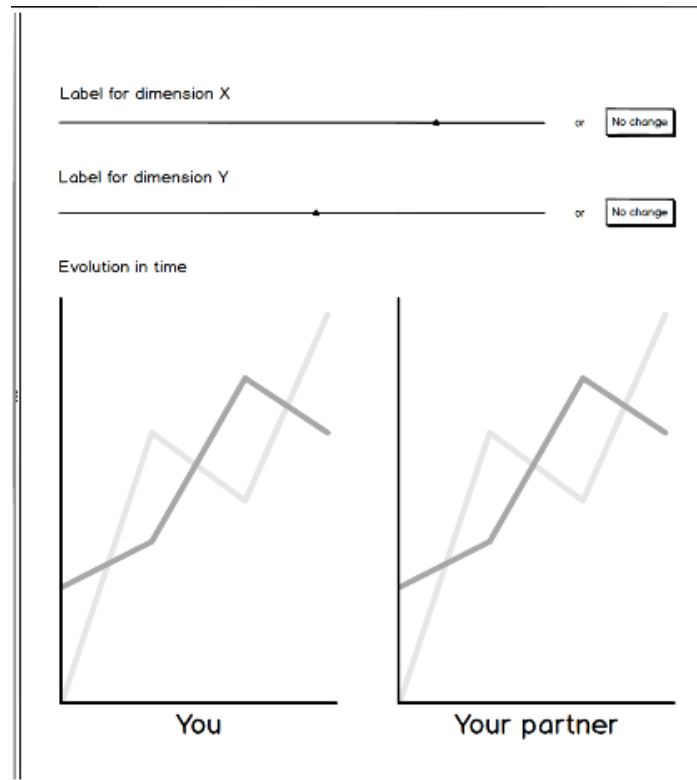 Label for dimension X
or No change
Label for dimension Y
or No change
Evolution in time
You
Your partner